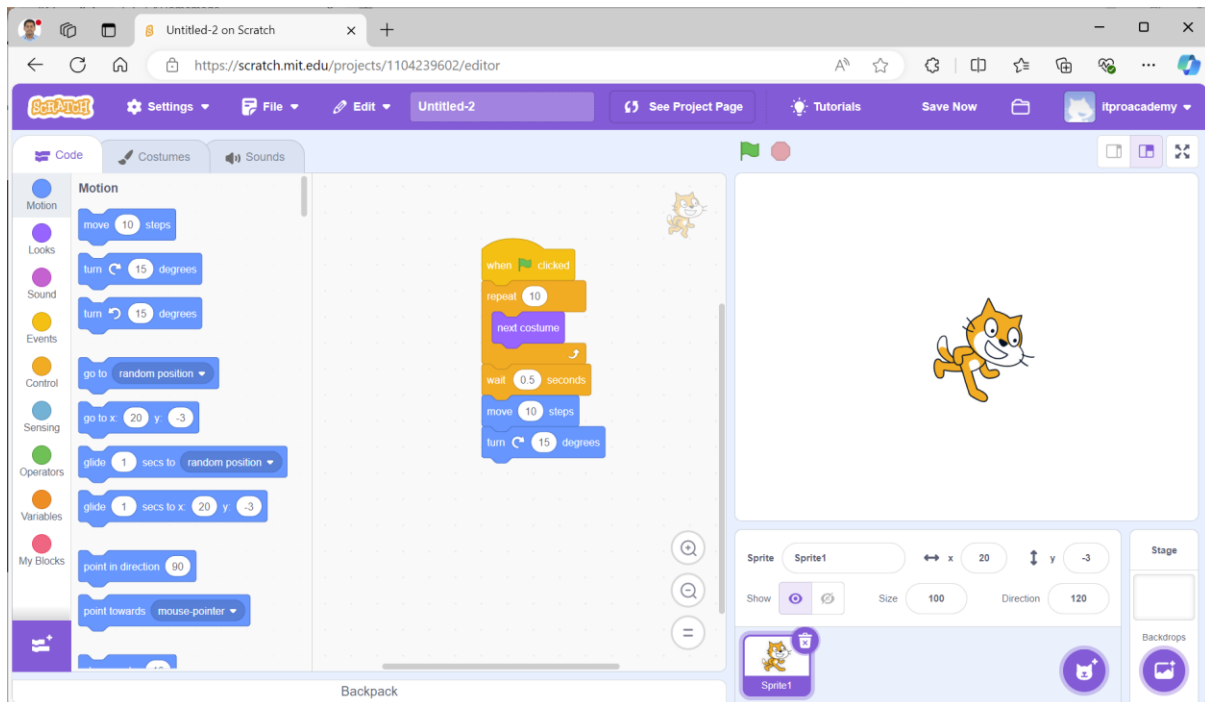 Untitled-2 on Scratch
https://scratch.mit.edu/projects/1104239602/editor
SCRATCH Settings File Edit Untitled-2 See Project Page Tutorials Save Now itproacademy
Code Costumes Sounds
Motion
Looks
Sound
Events
Control
Sensing
Operators
Variables
My Blocks
Motion
move 10 steps
turn 15 degrees
turn 15 degrees
go to random position
go to x: 20 y: -3
glide 1 secs to random position
glide 1 secs to x: 20 y: -3
point in direction 90
point towards mouse-pointer
when clicked
repeat 10
next costume
wait 0.5 seconds
move 10 steps
turn 15 degrees
Backpack
Sprite Sprite1 x 20 y -3
Show Size 100 Direction 120
Sprite1
Stage
Backdrops